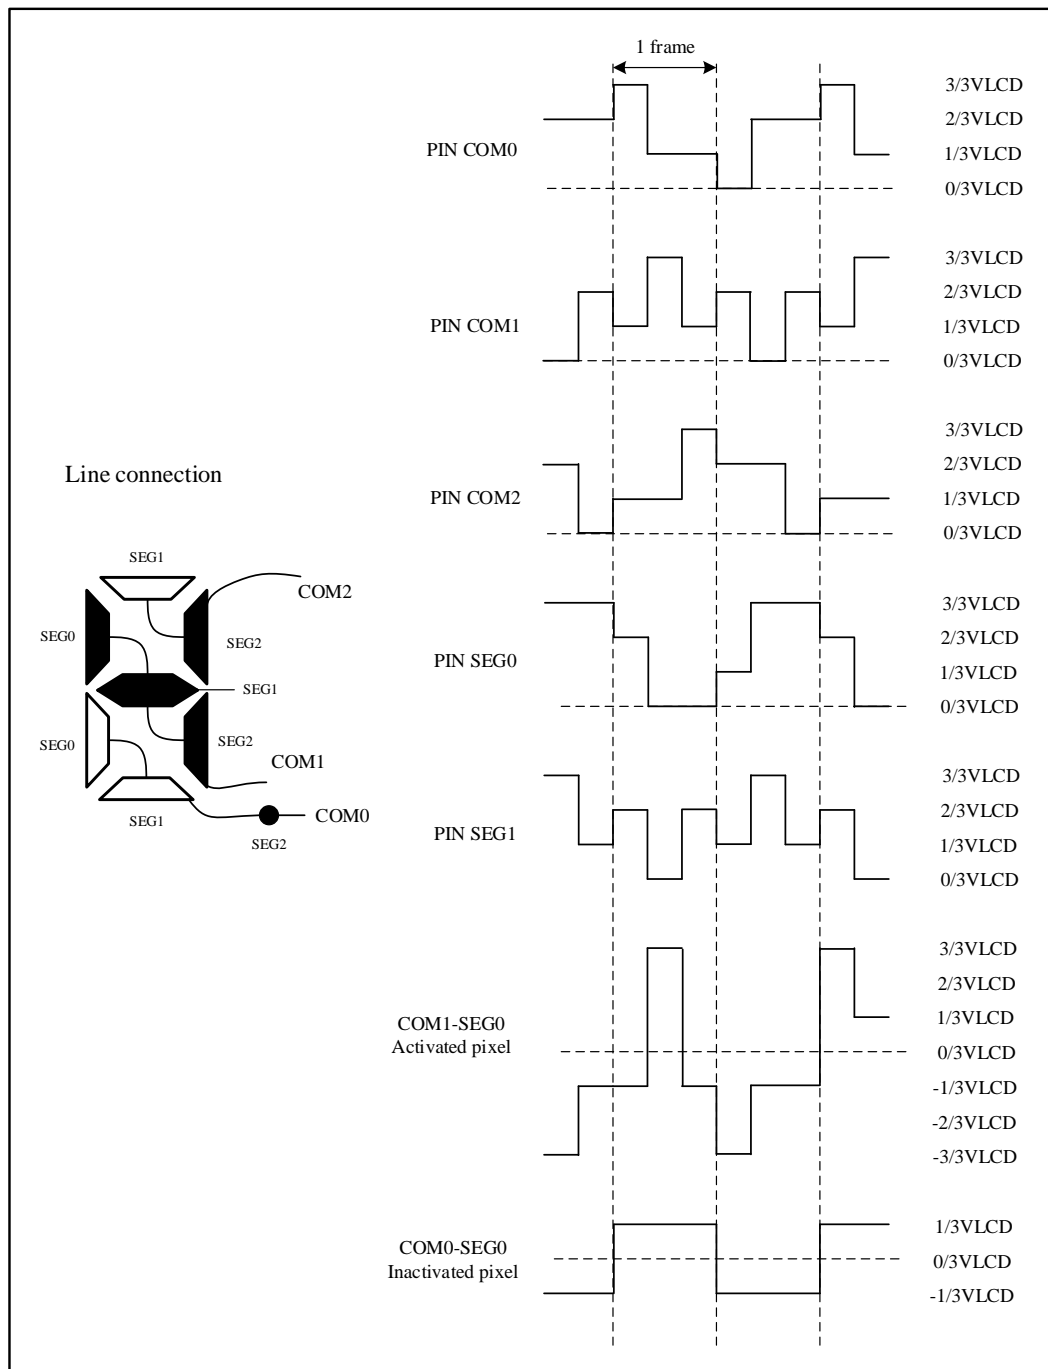 1 frame
PIN COM0
3/3VLCD
2/3VLCD
1/3VLCD
0/3VLCD
PIN COM1
3/3VLCD
2/3VLCD
1/3VLCD
0/3VLCD
PIN COM2
3/3VLCD
2/3VLCD
1/3VLCD
0/3VLCD
Line connection
SEG1
COM2
SEG0
SEG2
SEG1
SEG0
SEG2
COM1
SEG1
COM0
SEG2
PIN SEG0
3/3VLCD
2/3VLCD
1/3VLCD
0/3VLCD
PIN SEG1
3/3VLCD
2/3VLCD
1/3VLCD
0/3VLCD
COM1-SEG0
Activated pixel
3/3VLCD
2/3VLCD
1/3VLCD
0/3VLCD
-1/3VLCD
-2/3VLCD
-3/3VLCD
COM0-SEG0
Inactivated pixel
1/3VLCD
0/3VLCD
-1/3VLCD